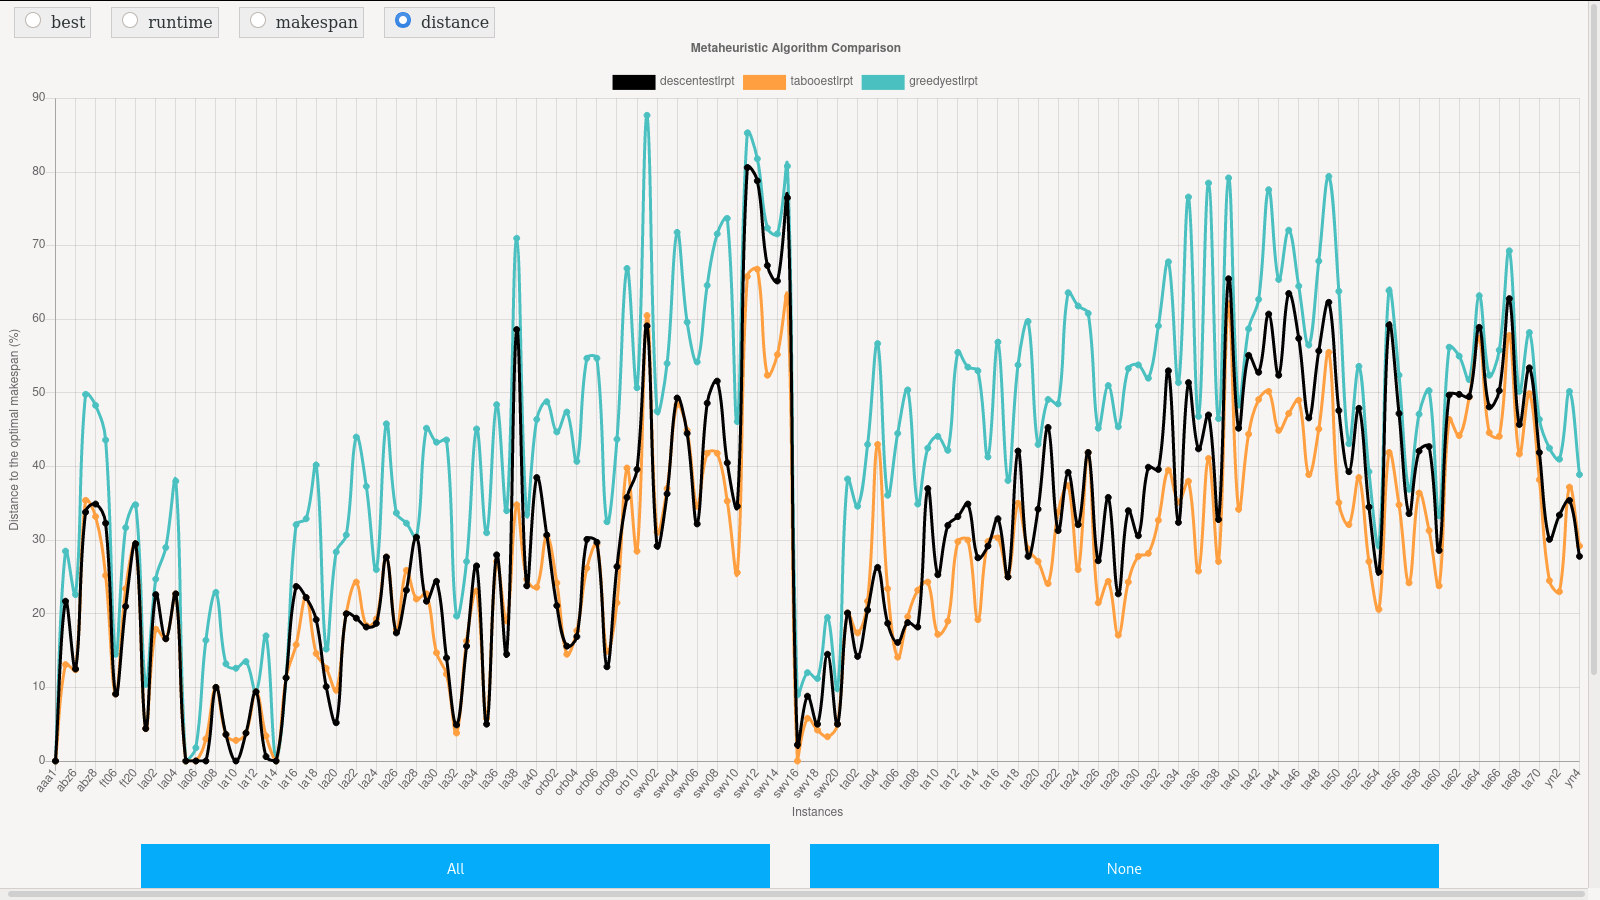 best runtime makespan distance
Metaheuristic Algorithm Comparison
descentestlrpt tabooestlrpt greedyestlrpt
90
80
70
60
50
40
30
20
10
0
Distance to the optimal makespan (%)
aaa1 abz6 abz8 ft06 ft20 la02 la04 la06 la08 la10 la12 la14 la16 la18 la20 la22 la24 la26 la28 la30 la32 la34 la36 la38 la40 orb02 orb04 orb06 orb08 orb10 swv02 swv04 swv06 swv08 swv10 swv12 swv14 swv16 swv18 swv20 ta02 ta04 ta06 ta08 ta10 ta12 ta14 ta16 ta18 ta20 ta22 ta24 ta26 ta28 ta30 ta32 ta34 ta36 ta38 ta40 ta42 ta44 ta46 ta48 ta50 ta52 ta54 ta56 ta58 ta60 ta62 ta64 ta66 ta68 ta70 yn2 yn4
Instances
All None